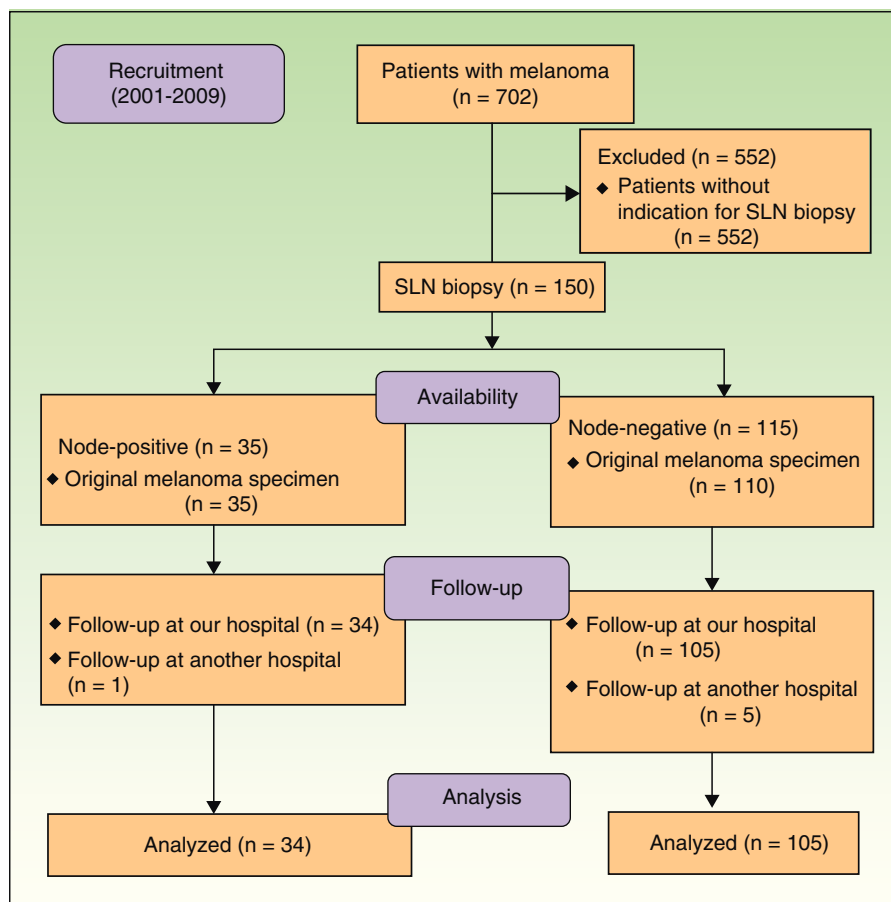 Recruitment
(2001-2009)
Patients with melanoma
(n = 702)
Excluded (n = 552)
◆ Patients without
indication for SLN biopsy
(n = 552)
SLN biopsy (n = 150)
Availability
Node-positive (n = 35)
◆ Original melanoma specimen
(n = 35)
Node-negative (n = 115)
◆ Original melanoma specimen
(n = 110)
Follow-up
◆ Follow-up at our hospital (n = 34)
◆ Follow-up at another hospital
(n = 1)
◆ Follow-up at our hospital
(n = 105)
◆ Follow-up at another hospital
(n = 5)
Analysis
Analyzed (n = 34)
Analyzed (n = 105)